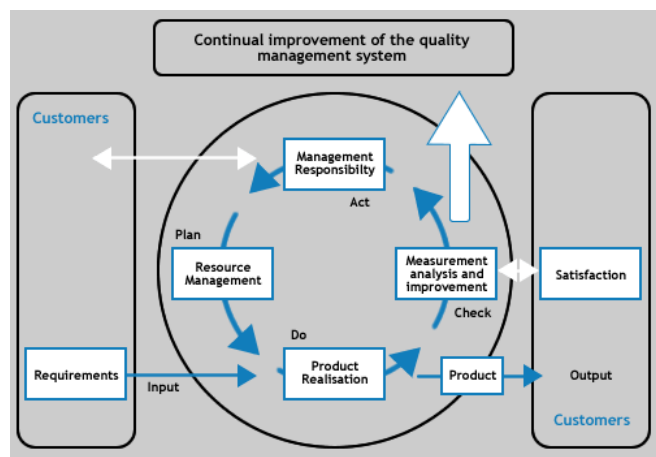 Continual improvement of the quality
management system
Customers
Management
Responsibilty
Act
Plan
Resource
Management
Measurement
analysis and
improvement
Satisfaction
Check
Do
Requirements
Input
Product
Realisation
Product
Output
Customers